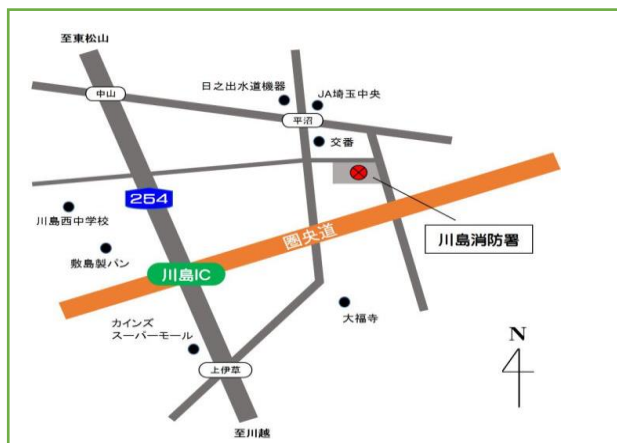 至東松山
日之出水道機器
JA埼玉中央
中山
平沼
交番
254
川島西中学校
川島消防署
圏央道
敷島製パン
川島IC
カインズ
スーパーモール
大福寺
N
上伊草
至川越